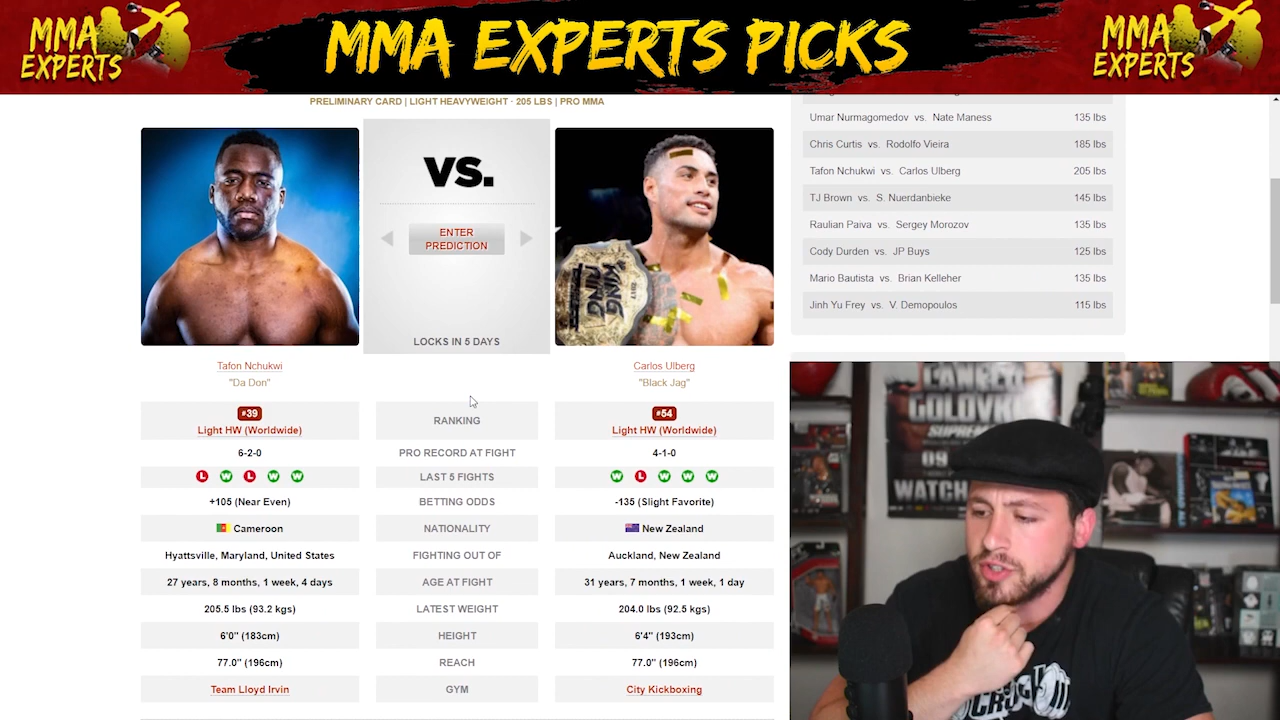 MMA EXPERTS
MMA EXPERTS PICKS
MMA EXPERTS
PRELIMINARY CARD | LIGHT HEAVYWEIGHT · 205 LBS | PRO MMA
VS.
ENTER
PREDICTION
LOCKS IN 5 DAYS
KING
RING
Tafon Nchukwi
Carlos Ulberg
"Da Don"
"Black Jag"
#39 RANKING #54
Light HW (Worldwide) Light HW (Worldwide)
6-2-0 PRO RECORD AT FIGHT 4-1-0
L W L W W LAST 5 FIGHTS W L W W W
+105 (Near Even) BETTING ODDS -135 (Slight Favorite)
Cameroon NATIONALITY New Zealand
Hyattsville, Maryland, United States FIGHTING OUT OF Auckland, New Zealand
27 years, 8 months, 1 week, 4 days AGE AT FIGHT 31 years, 7 months, 1 week, 1 day
205.5 lbs (93.2 kgs) LATEST WEIGHT 204.0 lbs (92.5 kgs)
6'0" (183cm) HEIGHT 6'4" (193cm)
77.0" (196cm) REACH 77.0" (196cm)
Team Lloyd Irvin GYM City Kickboxing
Umar Nurmagomedov vs. Nate Maness 135 lbs
Chris Curtis vs. Rodolfo Vieira 185 lbs
Tafon Nchukwi vs. Carlos Ulberg 205 lbs
TJ Brown vs. S. Nuerdanbieke 145 lbs
Raulian Paiva vs. Sergey Morozov 135 lbs
Cody Durden vs. JP Buys 125 lbs
Mario Bautista vs. Brian Kelleher 135 lbs
Jinh Yu Frey vs. V. Demopoulos 115 lbs
CANELO
GOLOVK
SUPREM
09
WATCH